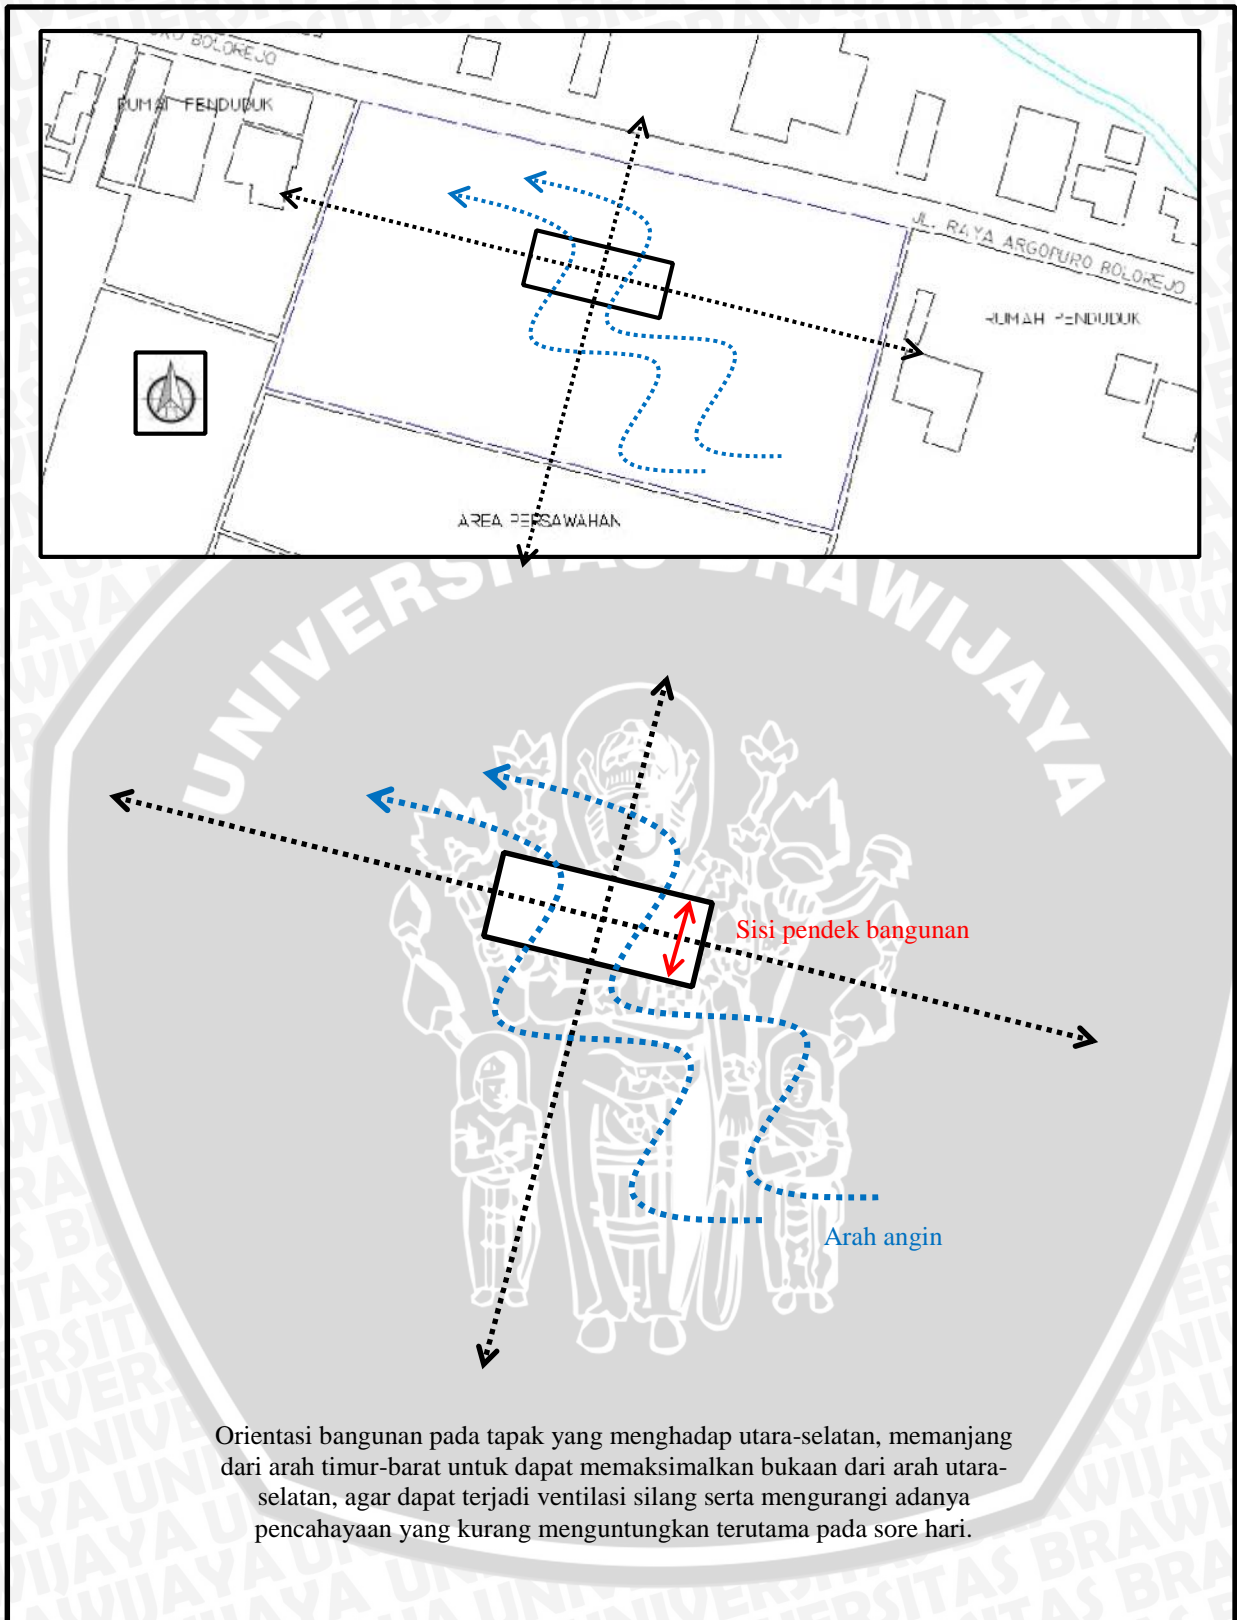 RO BOLOREJO
RUMAH PENDUDUK
JL. RAYA ARGOPURO BOLOREJO
RUMAH PENDUDUK
AREA PERSAWAHAN
UNIVERSITAS BRAWIJAYA
Sisi pendek bangunan
Arah angin
Orientasi bangunan pada tapak yang menghadap utara-selatan, memanjang
dari arah timur-barat untuk dapat memaksimalkan bukaan dari arah utara-
selatan, agar dapat terjadi ventilasi silang serta mengurangi adanya
pencahayaan yang kurang menguntungkan terutama pada sore hari.